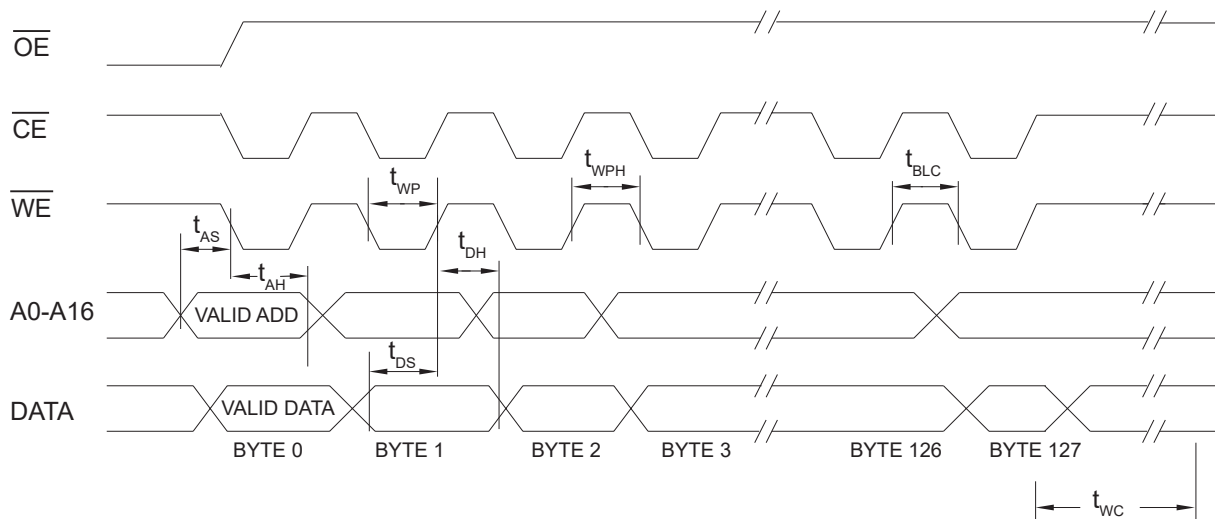 OE
CE
tWP
tWPH
tBLC
WE
tAS
tDH
tAH
A0-A16
VALID ADD
tDS
DATA
VALID DATA
BYTE 0
BYTE 1
BYTE 2
BYTE 3
BYTE 126
BYTE 127
tWC